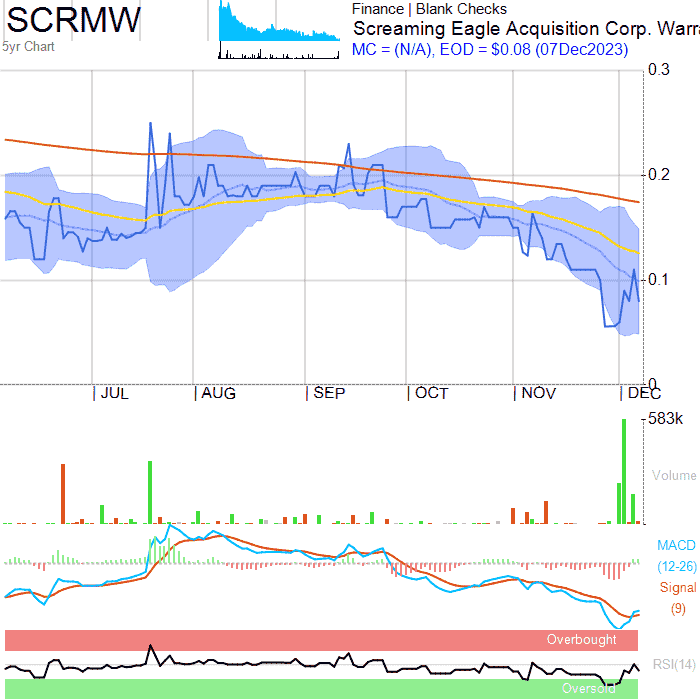 SCRMW
5yr Chart
Finance | Blank Checks
Screaming Eagle Acquisition Corp. Warra
MC = (N/A), EOD = $0.08 (07Dec2023)
0.3
0.2
0.1
0
JUL AUG SEP OCT NOV DEC
583k
Volume
MACD
(12-26)
Signal
(9)
Overbought
RSI(14)
Oversold